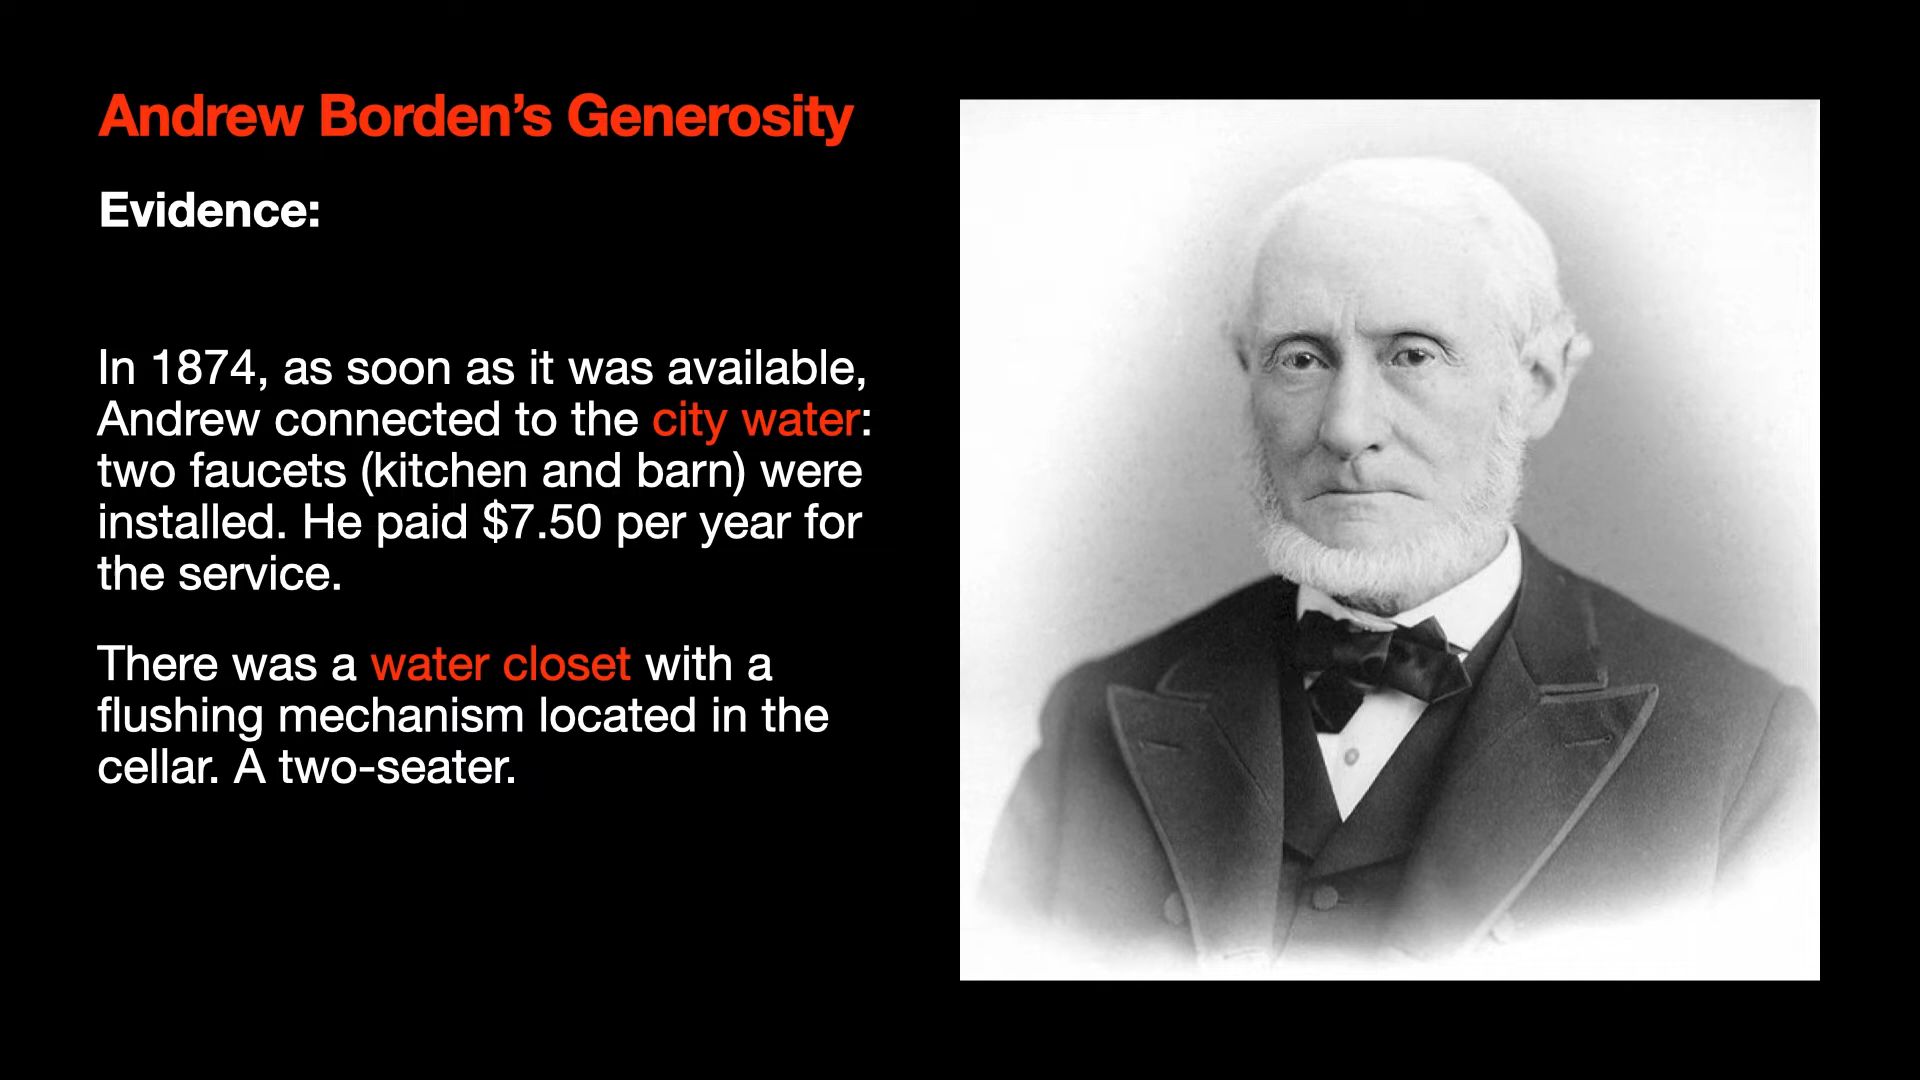 Andrew Borden’s Generosity
Evidence:
In 1874, as soon as it was available,
Andrew connected to the city water:
two faucets (kitchen and barn) were
installed. He paid $7.50 per year for
the service.
There was a water closet with a
flushing mechanism located in the
cellar. A two-seater.